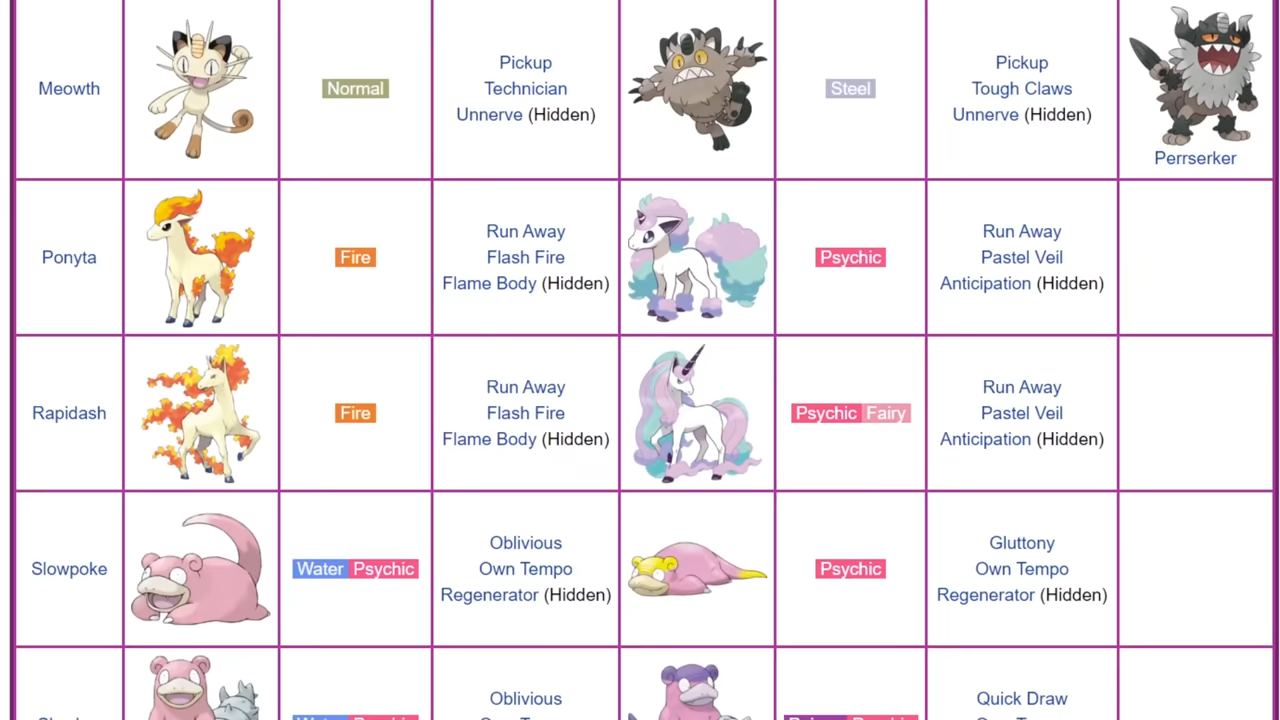 Meowth
Normal
Pickup
Technician
Unnerve (Hidden)
Steel
Pickup
Tough Claws
Unnerve (Hidden)
Perrserker
Ponyta
Fire
Run Away
Flash Fire
Flame Body (Hidden)
Psychic
Run Away
Pastel Veil
Anticipation (Hidden)
Rapidash
Fire
Run Away
Flash Fire
Flame Body (Hidden)
Psychic Fairy
Run Away
Pastel Veil
Anticipation (Hidden)
Slowpoke
Water Psychic
Oblivious
Own Tempo
Regenerator (Hidden)
Psychic
Gluttony
Own Tempo
Regenerator (Hidden)
Oblivious
Quick Draw